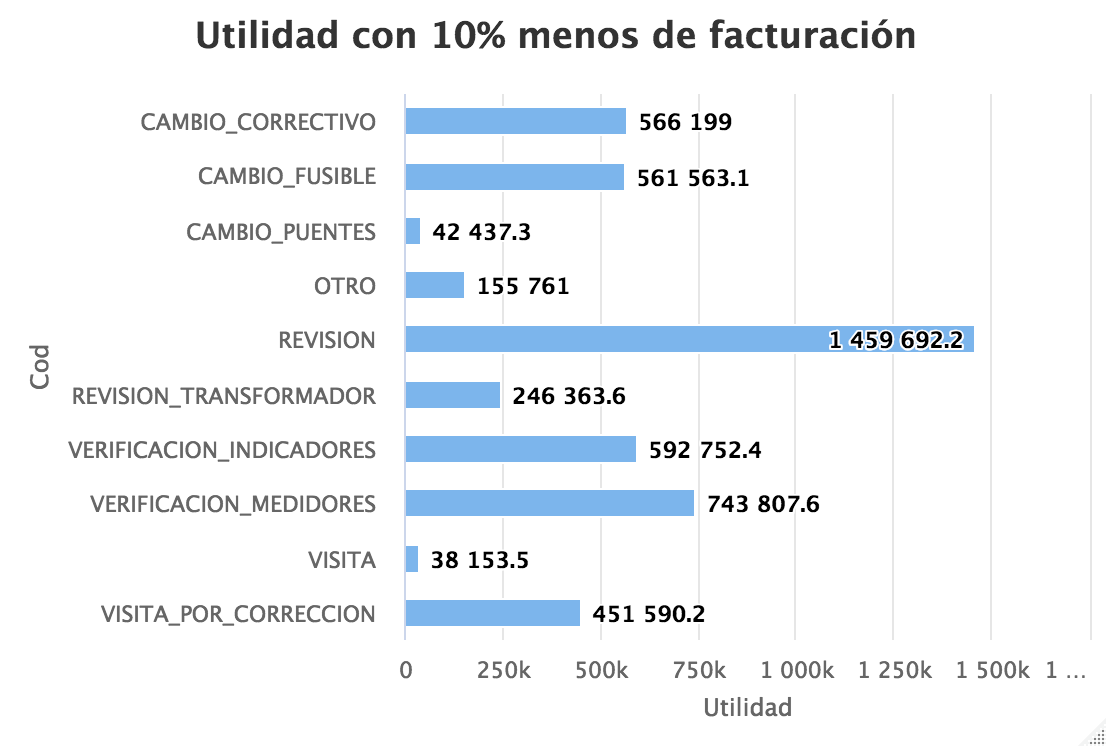 Utilidad con 10% menos de facturación
Cod
CAMBIO_CORRECTIVO 566 199
CAMBIO_FUSIBLE 561 563.1
CAMBIO_PUENTES 42 437.3
OTRO 155 761
REVISION 1 459 692.2
REVISION_TRANSFORMADOR 246 363.6
VERIFICACION_INDICADORES 592 752.4
VERIFICACION_MEDIDORES 743 807.6
VISITA 38 153.5
VISITA_POR_CORRECCION 451 590.2
0 250k 500k 750k 1 000k 1 250k 1 500k 1 ...
Utilidad